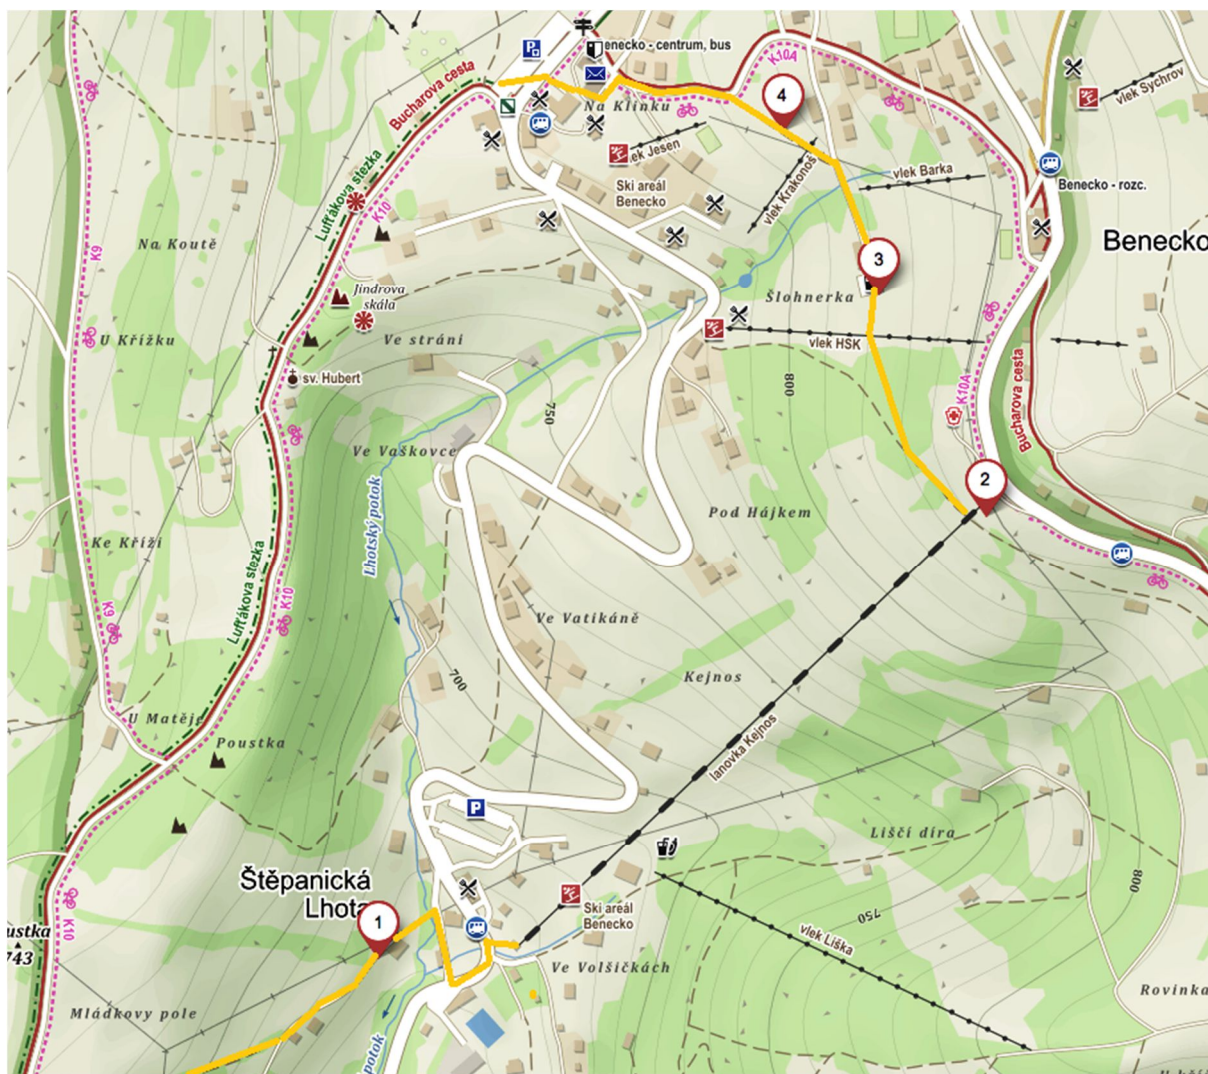 enecko - centrum, bus
K10A
vlek Sychrov
Bucharova cesta
Na Klínku
4
Lufťákova stezka
K10
vlek Jesen
vlek Krakonoš
vlek Barka
Benecko - rozc.
Ski areál
Benecko
Na Koutě
K9
Benecko
3
Jindrova
skála
Šlohnerka
U Křížku
Ve stráni
vlek HSK
sv. Hubert
800
750
K10A
Bucharova cesta
Ve Vaškovce
2
Lhotský potok
Pod Hájkem
Ke Kříži
Lufťákova stezka
K10
K9
Ve Vatikáně
700
Kejnos
U Matěje
Poustka
lanovka Kejnos
P
Liščí díra
Štěpanická
Lhota
800
750
1
Ski areál
Benecko
K10
ustka
743
vlek Liška
Ve Volšičkách
Mládkovy pole
Rovinka
potok